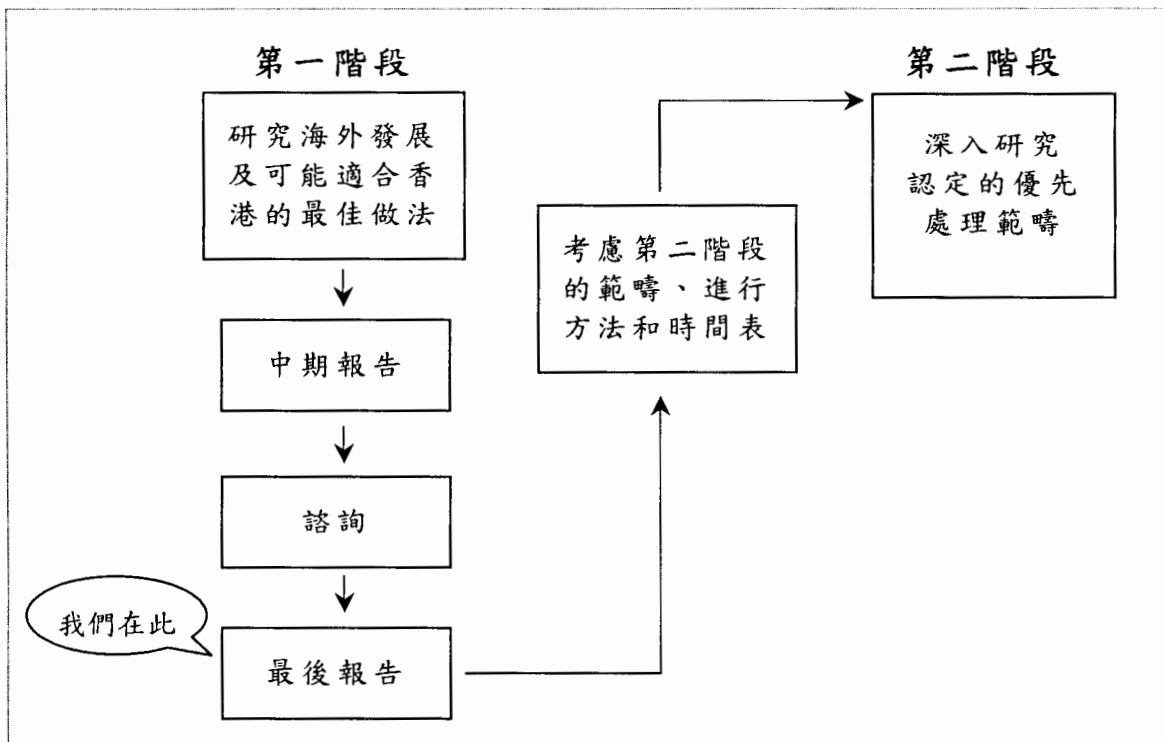 第一階段
研究海外發展
及可能適合香
港的最佳做法
中期報告
諮詢
我們在此
最後報告
考慮第二階段
的範疇、進行
方法和時間表
第二階段
深入研究
認定的優先
處理範疇